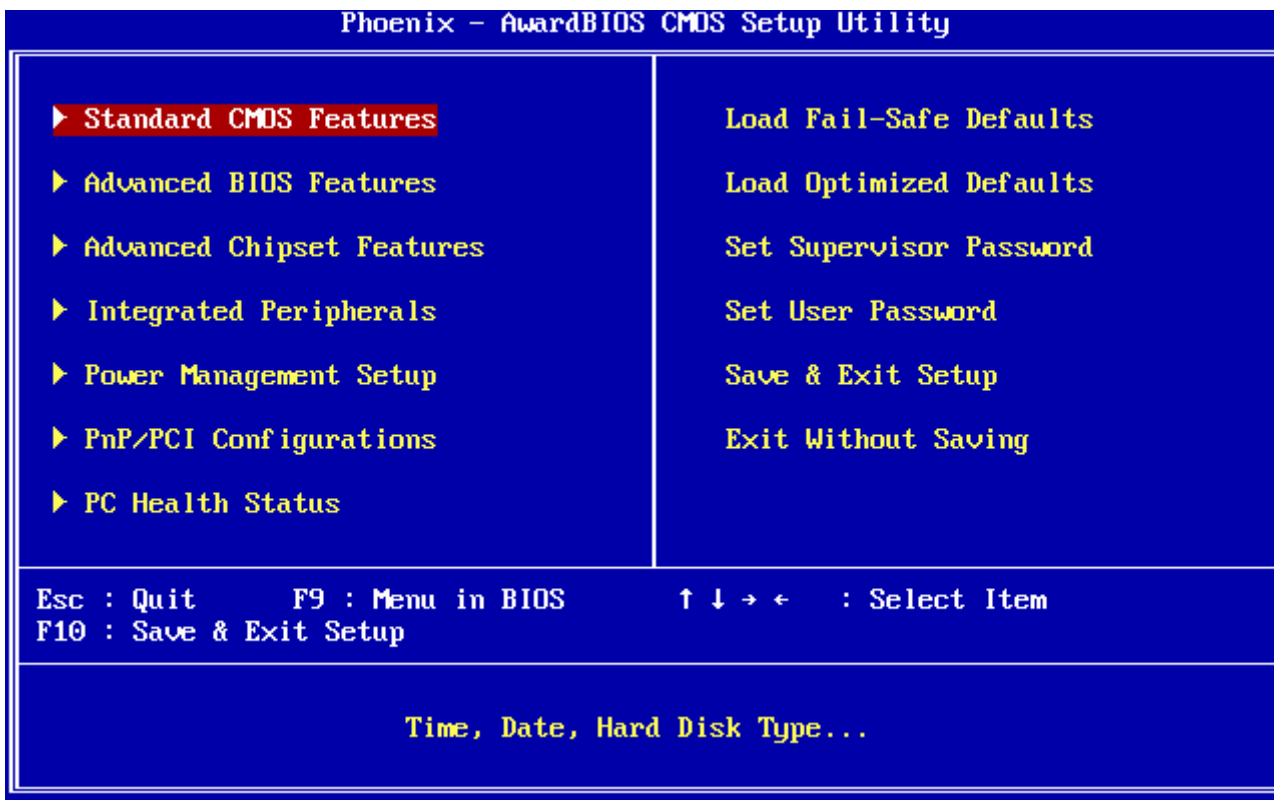 Phoenix - AwardBIOS CMOS Setup Utility
▶ Standard CMOS Features
▶ Advanced BIOS Features
▶ Advanced Chipset Features
▶ Integrated Peripherals
▶ Power Management Setup
▶ PnP/PCI Configurations
▶ PC Health Status
Load Fail-Safe Defaults
Load Optimized Defaults
Set Supervisor Password
Set User Password
Save & Exit Setup
Exit Without Saving
Esc : Quit F9 : Menu in BIOS ↑ ↓ → ← : Select Item
F10 : Save & Exit Setup
Time, Date, Hard Disk Type...